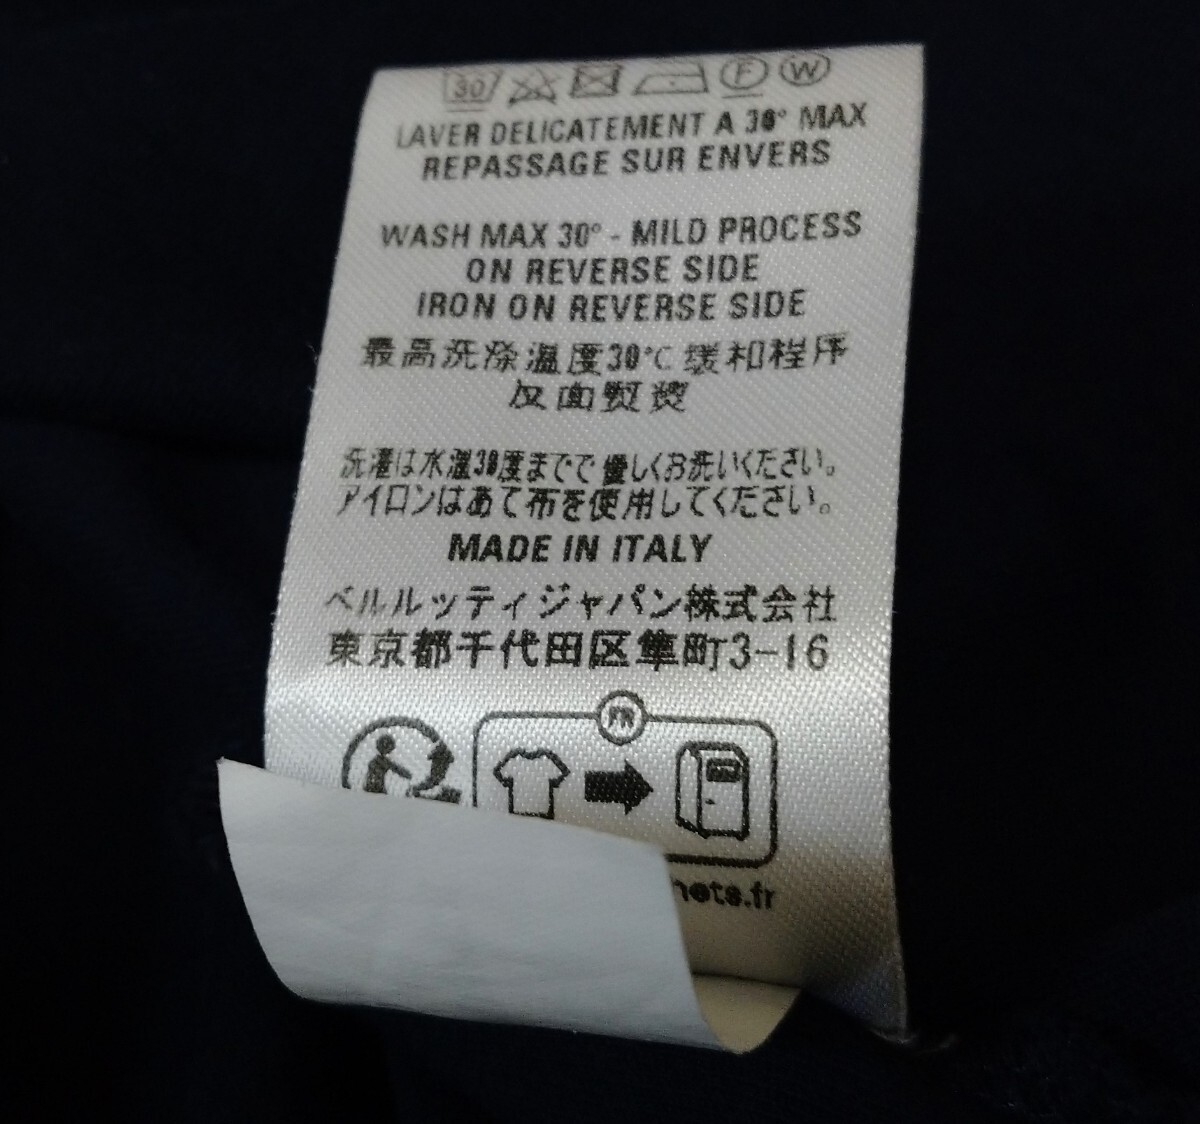 30 F W
LAVER DELICATEMENT A 30° MAX
REPASSAGE SUR ENVERS
WASH MAX 30° - MILD PROCESS
ON REVERSE SIDE
IRON ON REVERSE SIDE
最高洗涤温度30℃ 缓和程序
反面熨烫
洗濯は水温30度までで優しくお洗いください。
アイロンはあて布を使用してください。
MADE IN ITALY
ベルルッティジャパン株式会社
東京都千代田区隼町3-16
FR